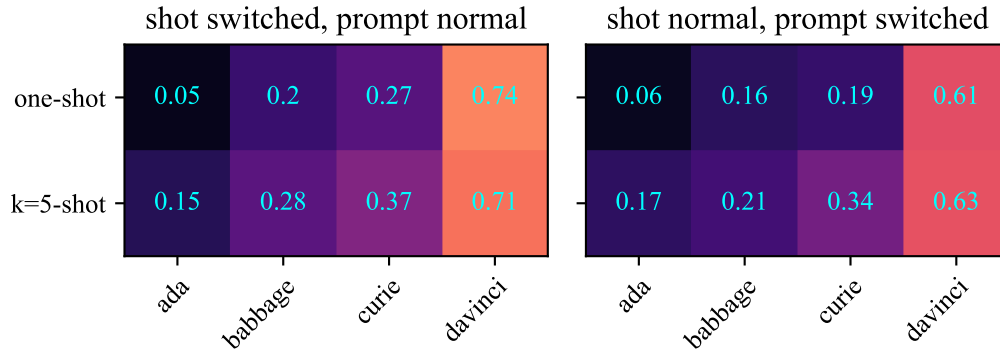 shot switched, prompt normal
shot normal, prompt switched
one-shot
0.05 0.2 0.27 0.74
0.06 0.16 0.19 0.61
k=5-shot
0.15 0.28 0.37 0.71
0.17 0.21 0.34 0.63
ada babbage curie davinci
ada babbage curie davinci